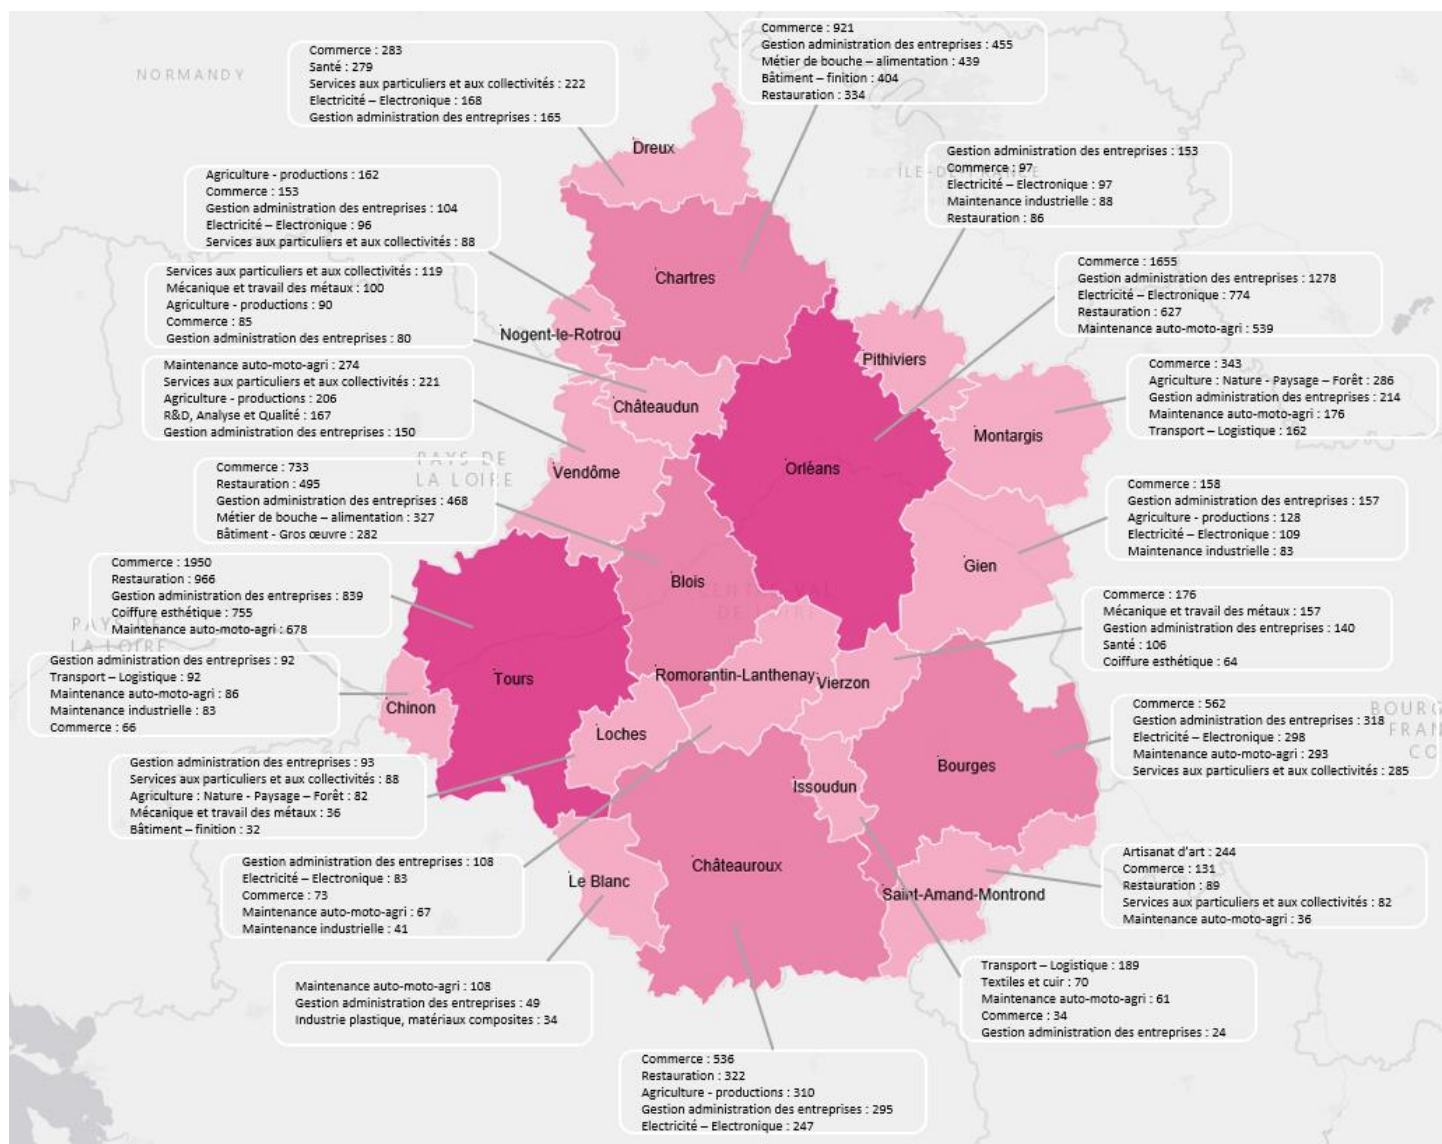 NORMANDY
Commerce : 283
Santé : 279
Services aux particuliers et aux collectivités : 222
Electricité – Electronique : 168
Gestion administration des entreprises : 165
Commerce : 921
Gestion administration des entreprises : 455
Métier de bouche – alimentation : 439
Bâtiment – finition : 404
Restauration : 334
Dreux
Agriculture - productions : 162
Commerce : 153
Gestion administration des entreprises : 104
Electricité – Electronique : 96
Services aux particuliers et aux collectivités : 88
ÎLE-DE-FRANCE
Gestion administration des entreprises : 153
Commerce : 97
Electricité – Electronique : 97
Maintenance industrielle : 88
Restauration : 86
Chartres
Services aux particuliers et aux collectivités : 119
Mécanique et travail des métaux : 100
Agriculture - productions : 90
Commerce : 85
Gestion administration des entreprises : 80
Commerce : 1655
Gestion administration des entreprises : 1278
Electricité – Electronique : 774
Restauration : 627
Maintenance auto-moto-agri : 539
Nogent-le-Rotrou
Pithiviers
Maintenance auto-moto-agri : 274
Services aux particuliers et aux collectivités : 221
Agriculture - productions : 206
R&D, Analyse et Qualité : 167
Gestion administration des entreprises : 150
Commerce : 343
Agriculture : Nature - Paysage – Forêt : 286
Gestion administration des entreprises : 214
Maintenance auto-moto-agri : 176
Transport – Logistique : 162
Châteaudun
Montargis
PAYS DE
LA LOIRE
Vendôme
Orléans
Commerce : 733
Restauration : 495
Gestion administration des entreprises : 468
Métier de bouche – alimentation : 327
Bâtiment - Gros œuvre : 282
Commerce : 158
Gestion administration des entreprises : 157
Agriculture - productions : 128
Electricité – Electronique : 109
Maintenance industrielle : 83
Gien
Commerce : 1950
Restauration : 966
Gestion administration des entreprises : 839
Coiffure esthétique : 755
Maintenance auto-moto-agri : 678
PAYS DE
LA LOIRE
Blois
CENTRE-VAL
DE LOIRE
Commerce : 176
Mécanique et travail des métaux : 157
Gestion administration des entreprises : 140
Santé : 106
Coiffure esthétique : 64
Gestion administration des entreprises : 92
Transport – Logistique : 92
Maintenance auto-moto-agri : 86
Maintenance industrielle : 83
Commerce : 66
Tours
Romorantin-Lanthenay
Vierzon
Chinon
Loches
Commerce : 562
Gestion administration des entreprises : 318
Electricité – Electronique : 298
Maintenance auto-moto-agri : 293
Services aux particuliers et aux collectivités : 285
BOURG
FRAN
CO
Gestion administration des entreprises : 93
Services aux particuliers et aux collectivités : 88
Agriculture : Nature - Paysage – Forêt : 82
Mécanique et travail des métaux : 36
Bâtiment – finition : 32
Bourges
Issoudun
Gestion administration des entreprises : 108
Electricité – Electronique : 83
Commerce : 73
Maintenance auto-moto-agri : 67
Maintenance industrielle : 41
Le Blanc
Châteauroux
Saint-Amand-Montrond
Artisanat d'art : 244
Commerce : 131
Restauration : 89
Services aux particuliers et aux collectivités : 82
Maintenance auto-moto-agri : 36
Maintenance auto-moto-agri : 108
Gestion administration des entreprises : 49
Industrie plastique, matériaux composites : 34
Transport – Logistique : 189
Textiles et cuir : 70
Maintenance auto-moto-agri : 61
Commerce : 34
Gestion administration des entreprises : 24
Commerce : 536
Restauration : 322
Agriculture - productions : 310
Gestion administration des entreprises : 295
Electricité – Electronique : 247